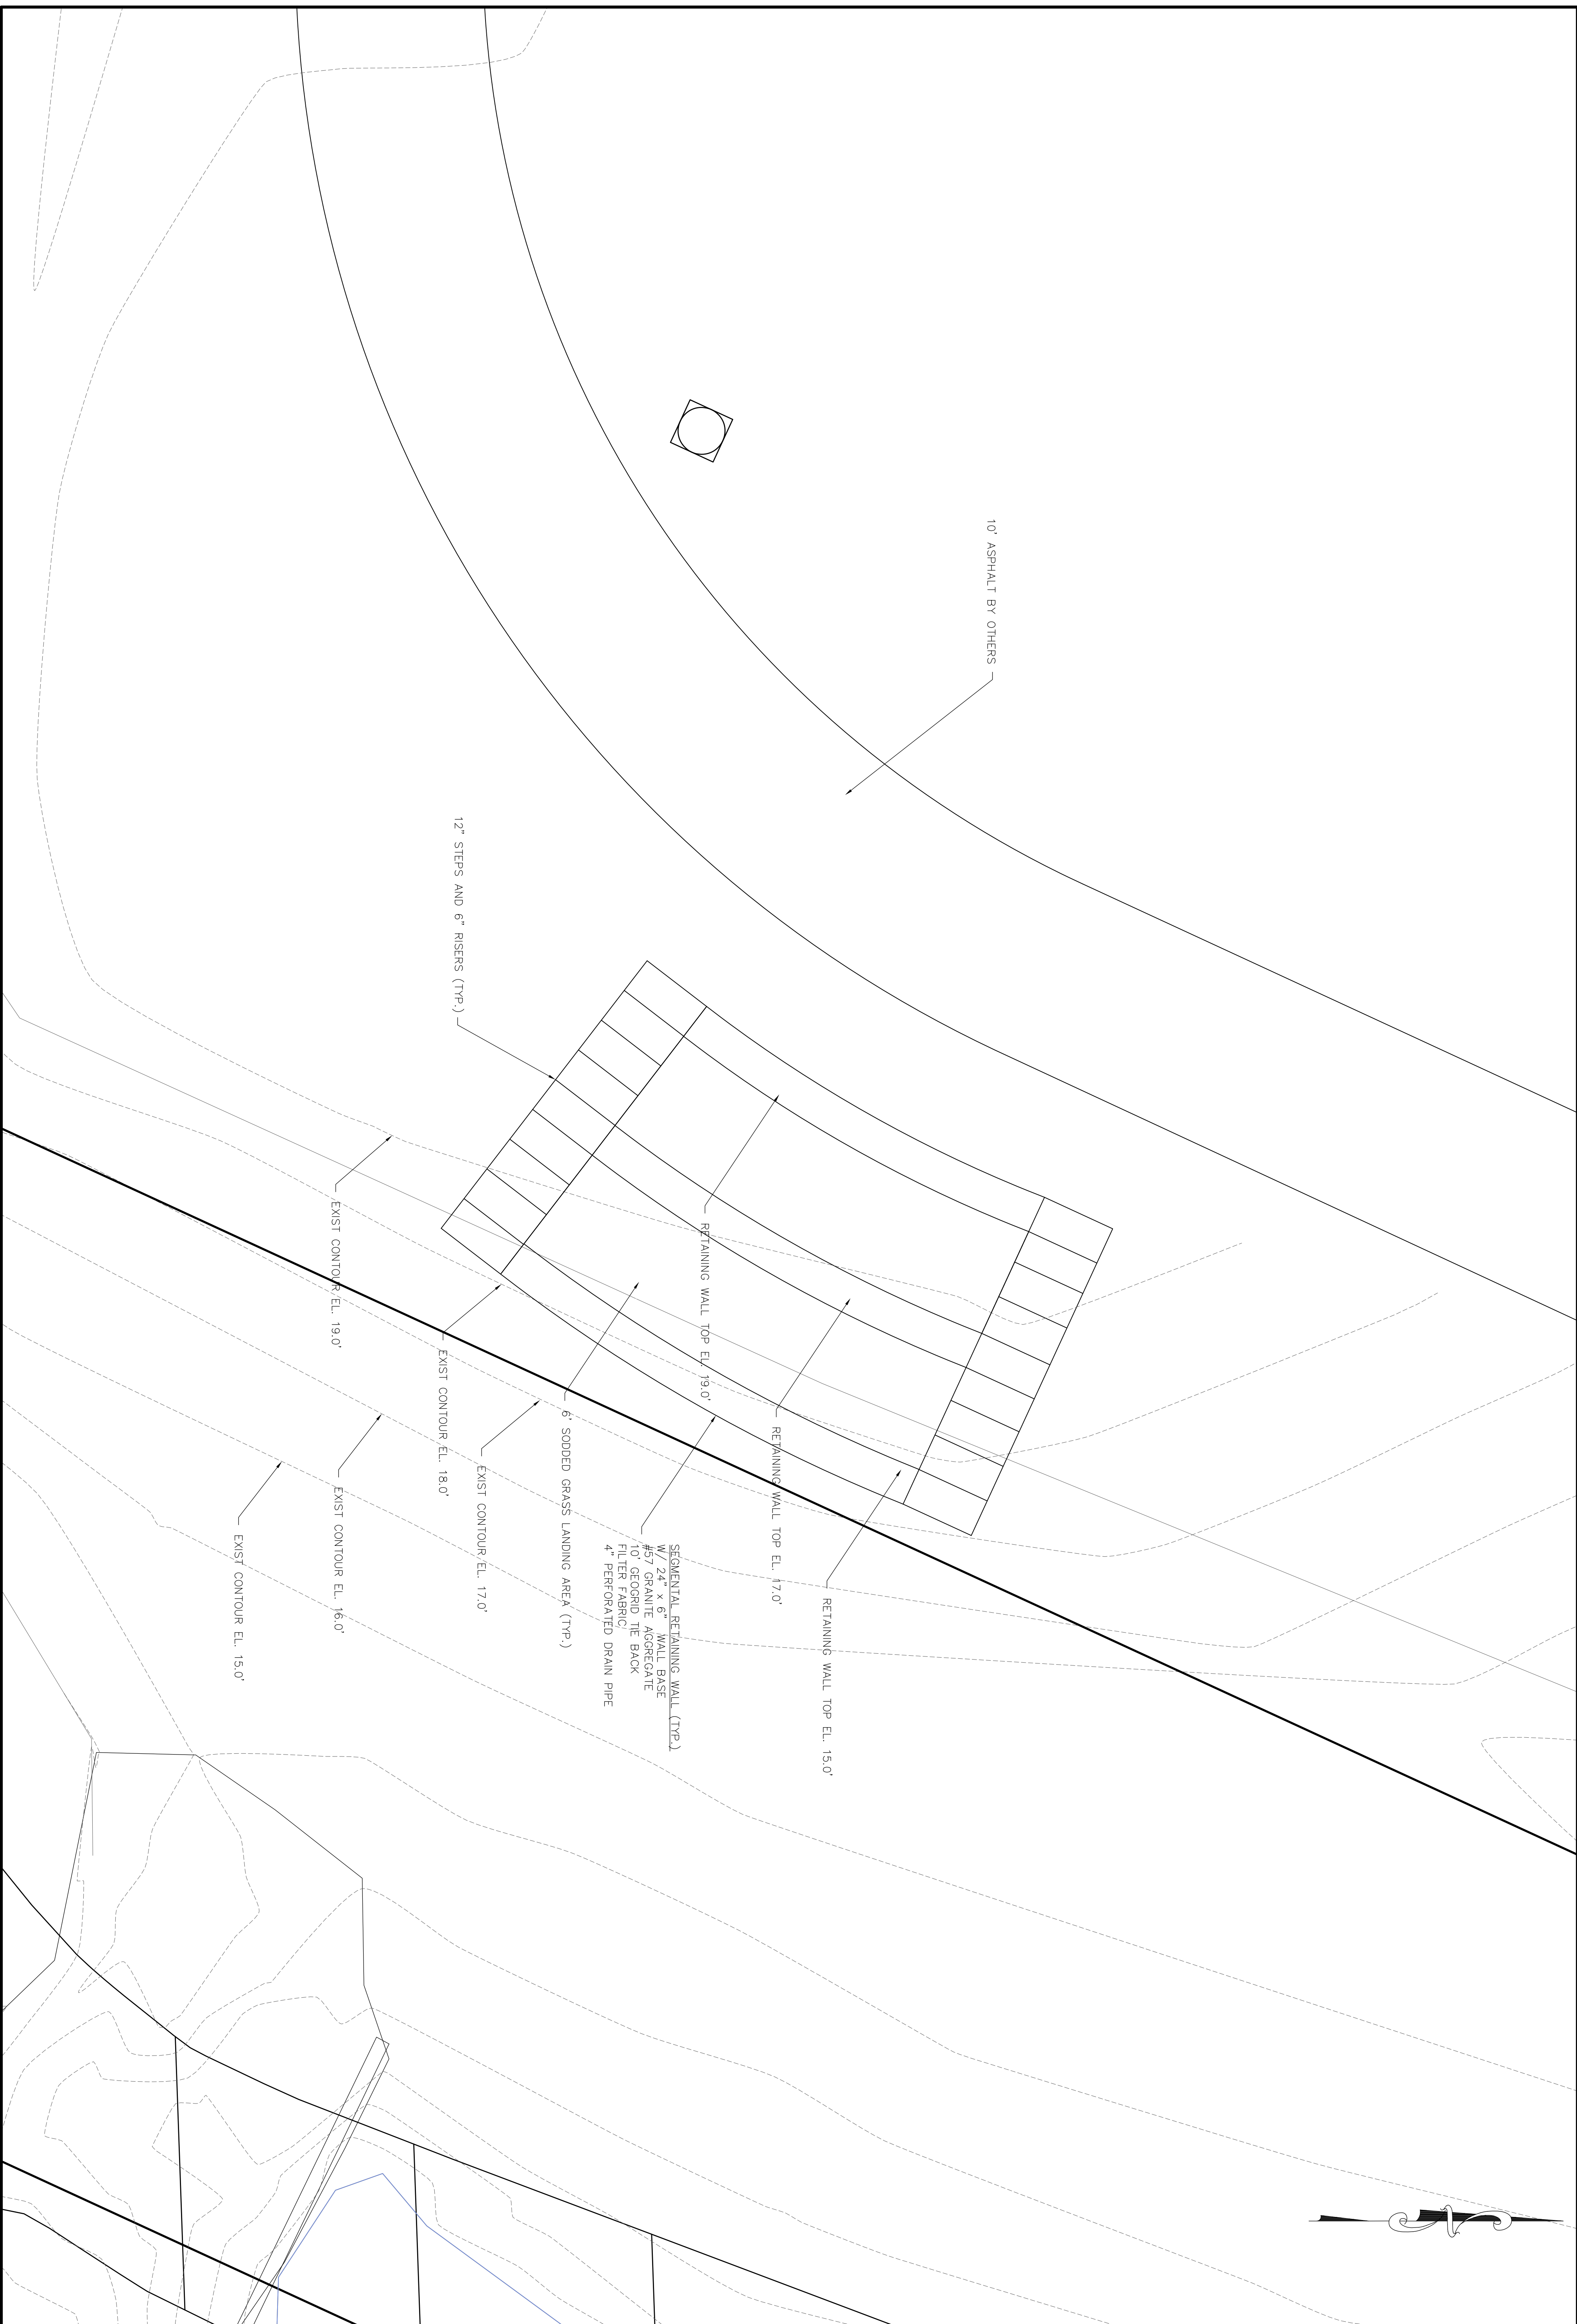 10' ASPHALT BY OTHERS
12" STEPS AND 6" RISERS (TYP.)
RETAINING WALL TOP EL. 19.0'
RETAINING WALL TOP EL. 17.0'
RETAINING WALL TOP EL. 15.0'
SEGMENTAL RETAINING WALL (TYP.)
W/ 24" x 6" WALL BASE
#57 GRANITE AGGREGATE
10' GEOGRID TIE BACK
FILTER FABRIC
4" PERFORATED DRAIN PIPE
6' SODDED GRASS LANDING AREA (TYP.)
EXIST CONTOUR EL. 19.0'
EXIST CONTOUR EL. 18.0'
EXIST CONTOUR EL. 17.0'
EXIST CONTOUR EL. 16.0'
EXIST CONTOUR EL. 15.0'
N